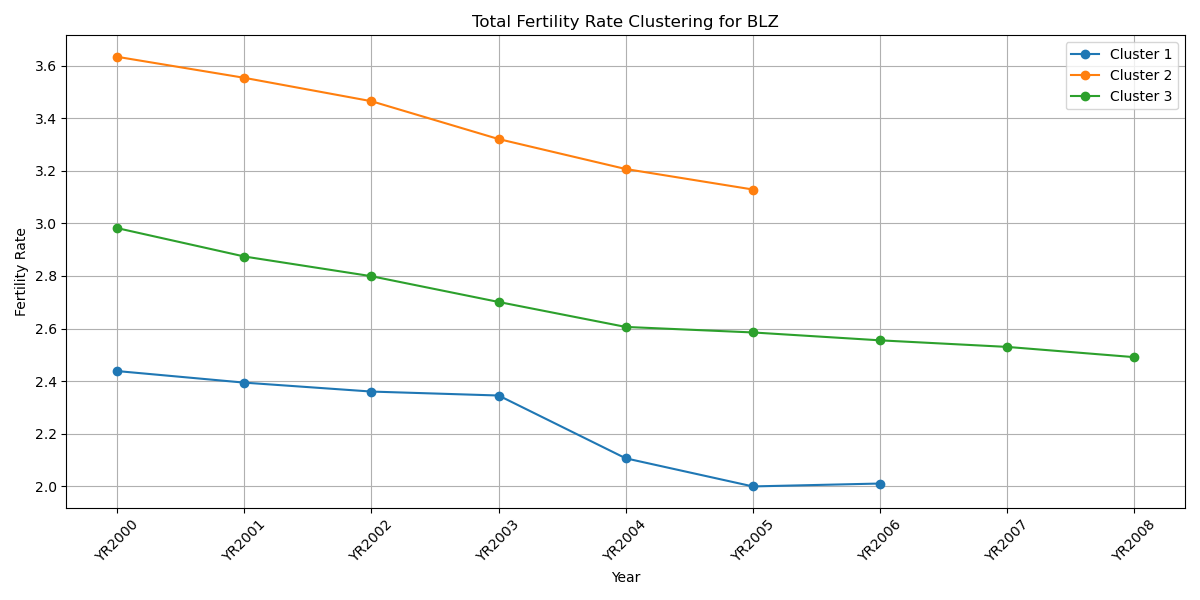 Total Fertility Rate Clustering for BLZ
Cluster 1
Cluster 2
Cluster 3
Fertility Rate
3.6
3.4
3.2
3.0
2.8
2.6
2.4
2.2
2.0
YR2000
YR2001
YR2002
YR2003
YR2004
YR2005
YR2006
YR2007
YR2008
Year